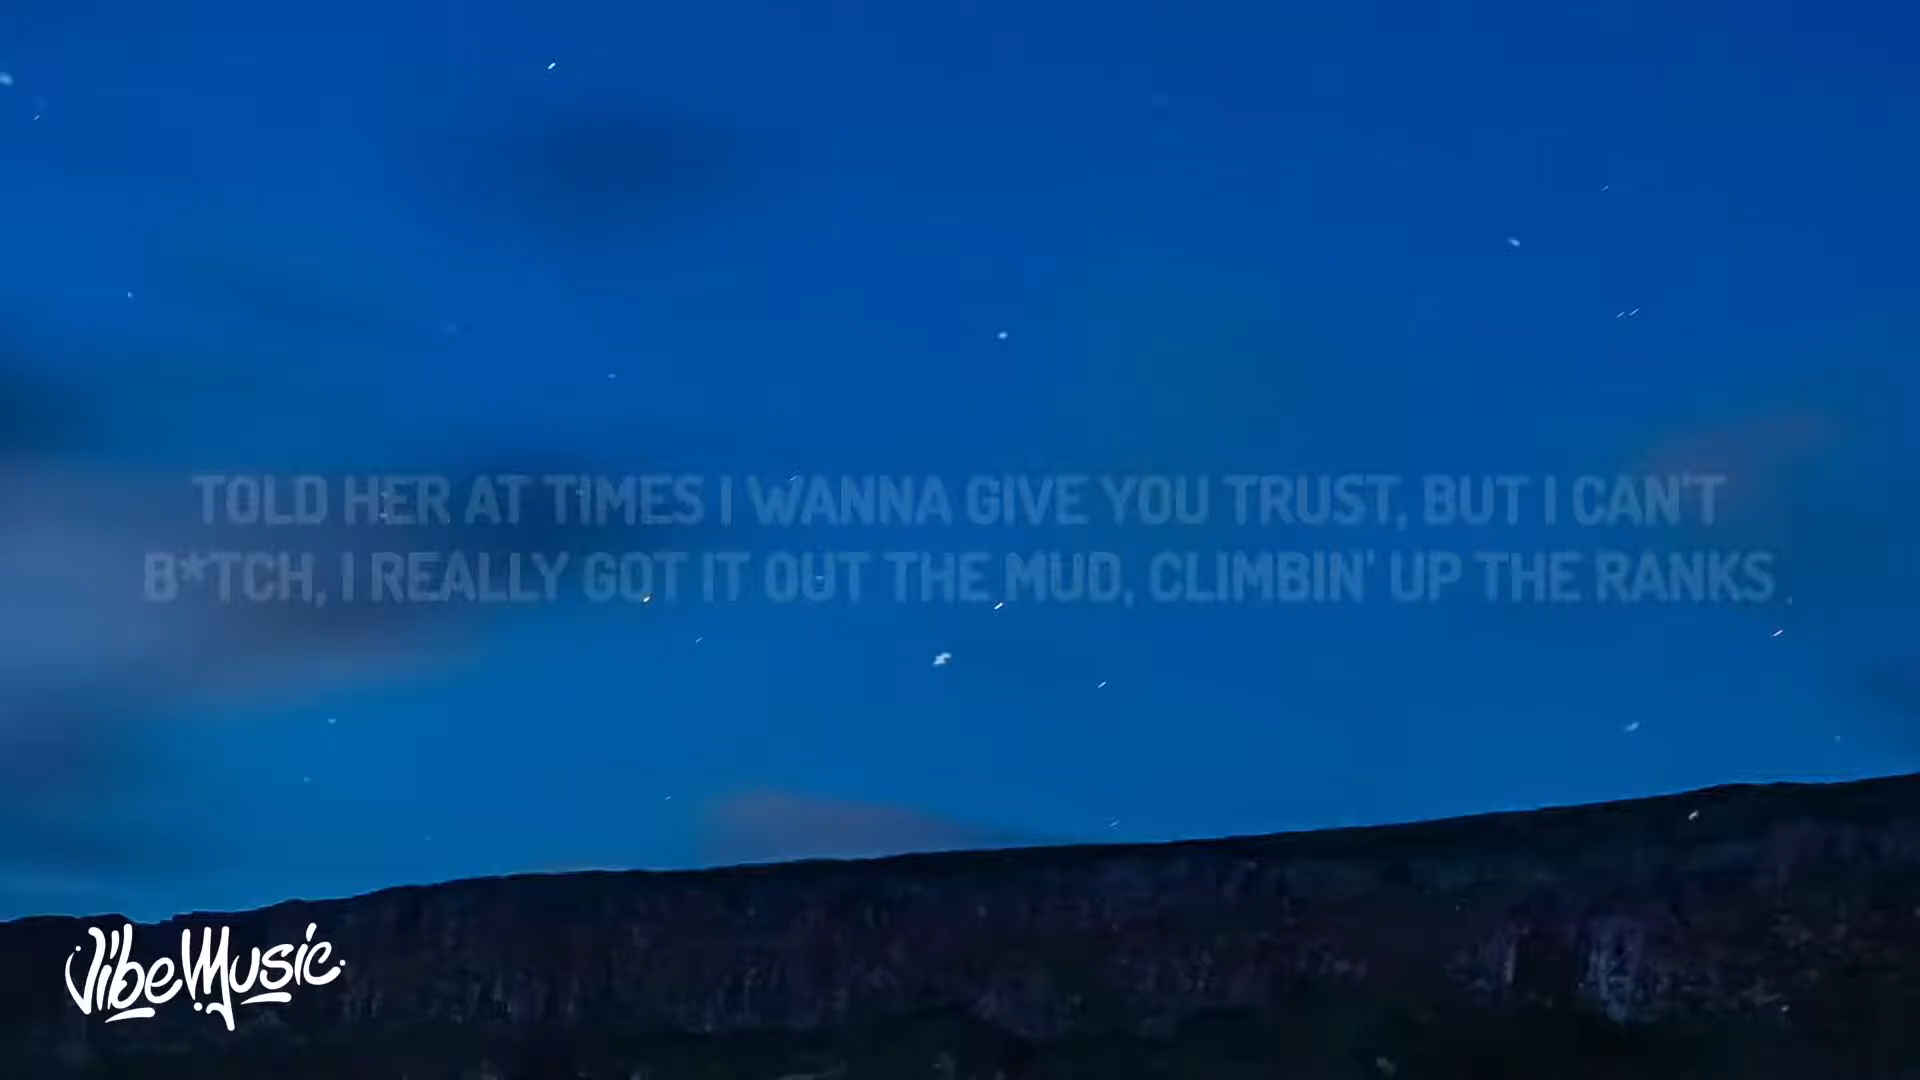 TOLD HER AT TIMES I WANNA GIVE YOU TRUST, BUT I CAN'T
B*TCH, I REALLY GOT IT OUT THE MUD, CLIMBIN' UP THE RANKS
VibeMusic